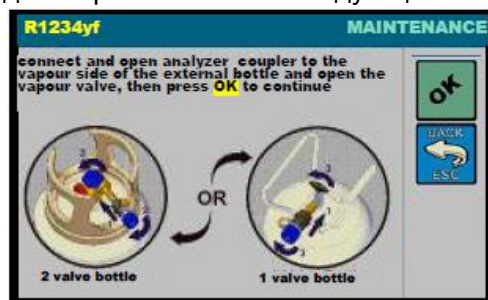 R1234yf MAINTENANCE
connect and open analyzer coupler to the
vapour side of the external bottle and open the
vapour valve, then press OK to continue
OK
BACK
ESC
OR
2 valve bottle
1 valve bottle